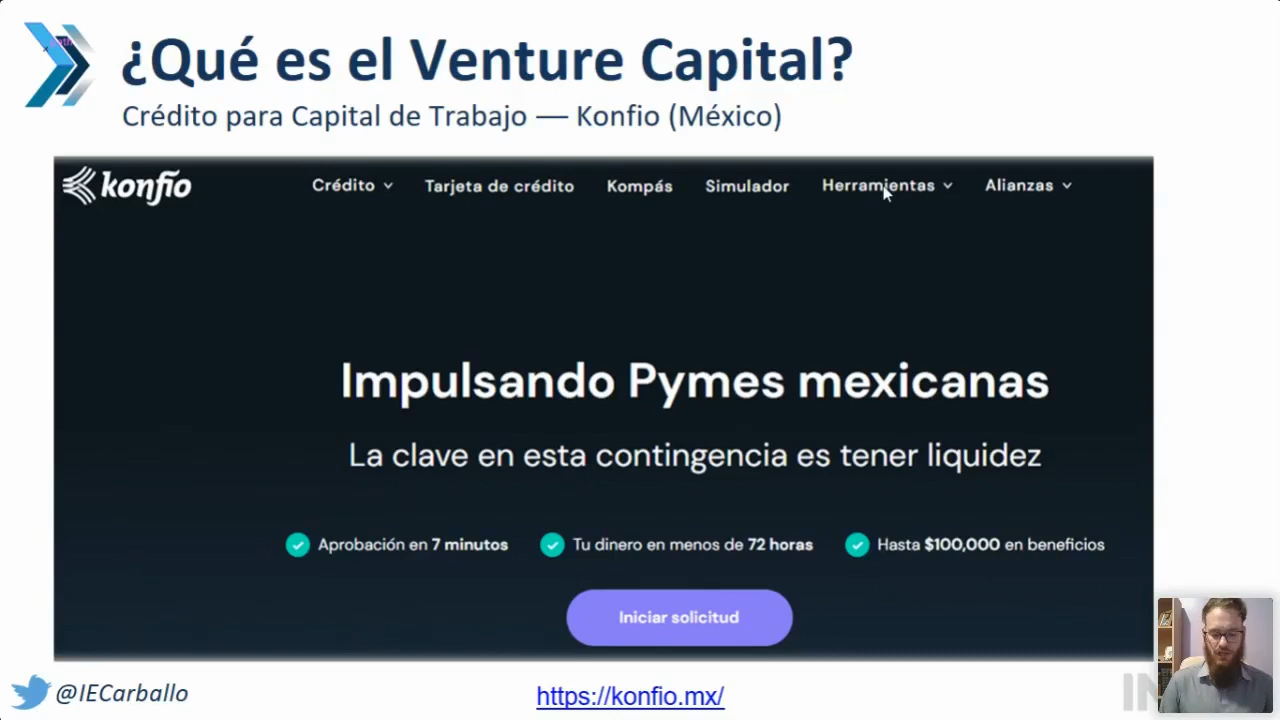 ¿Qué es el Venture Capital?
Crédito para Capital de Trabajo — Konfio (México)
konfío
Crédito Tarjeta de crédito Kompás Simulador Herramientas Alianzas
Impulsando Pymes mexicanas
La clave en esta contingencia es tener liquidez
Aprobación en 7 minutos Tu dinero en menos de 72 horas Hasta $100,000 en beneficios
Iniciar solicitud
@IECarballo
https://konfio.mx/